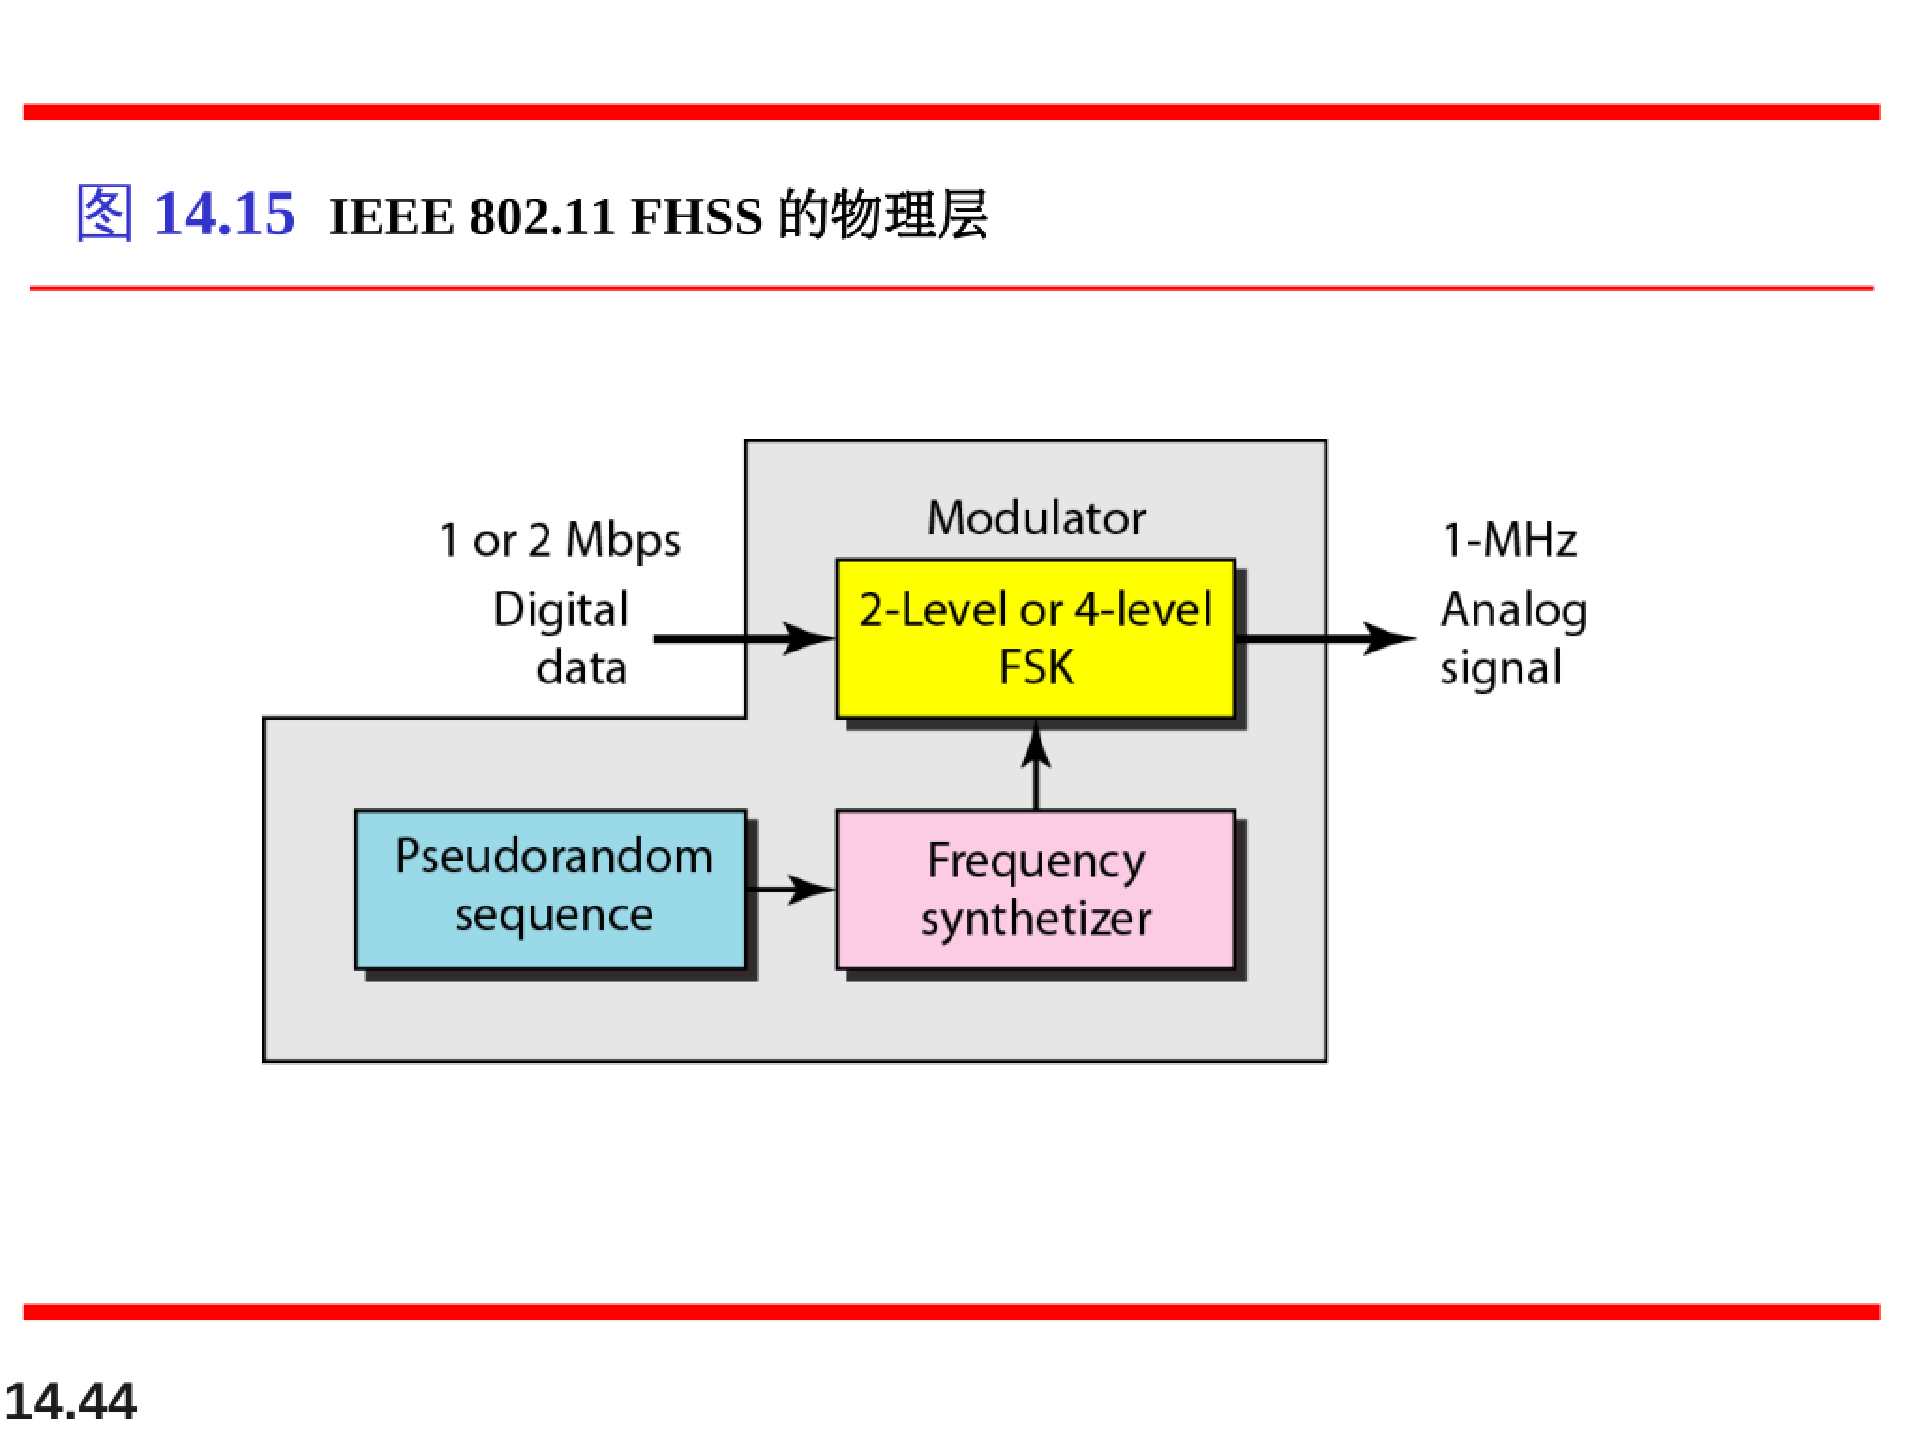 图 14.15 IEEE 802.11 FHSS 的物理层
Modulator
1 or 2 Mbps
Digital
data
2-Level or 4-level
FSK
1-MHz
Analog
signal
Pseudorandom
sequence
Frequency
synthetizer
14.44